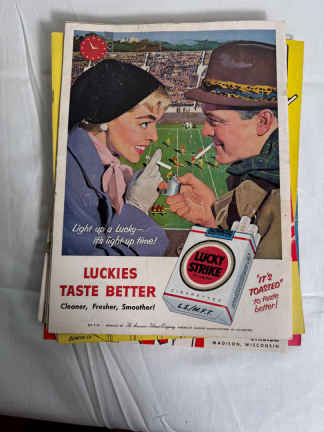 Light up a Lucky—
it's light-up time!
LUCKIES
TASTE BETTER
Cleaner, Fresher, Smoother!
LUCKY
STRIKE
CIGARETTES
L.S./M.F.T.
"IT'S
TOASTED"
to taste
better!
MADISON, WISCONSIN